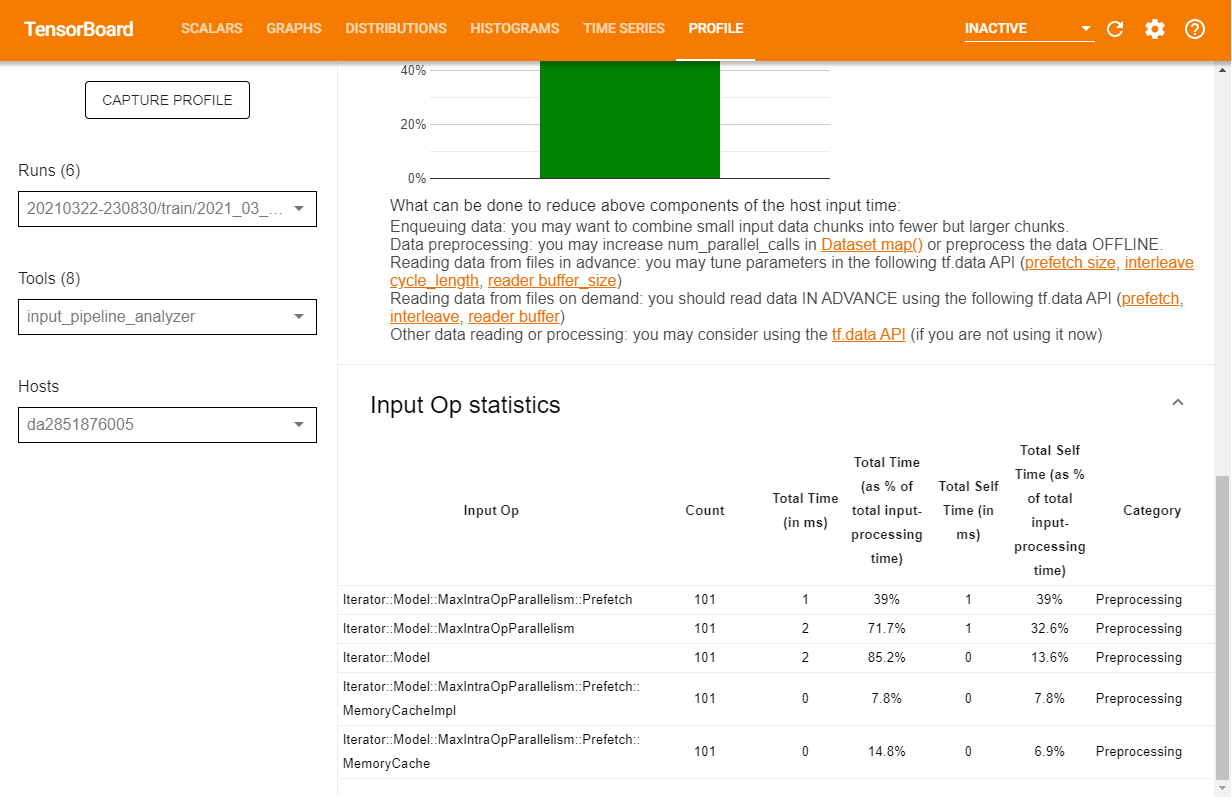 TensorBoard SCALARS GRAPHS DISTRIBUTIONS HISTOGRAMS TIME SERIES PROFILE INACTIVE
CAPTURE PROFILE
Runs (6)
20210322-230830/train/2021_03_...
Tools (8)
input_pipeline_analyzer
Hosts
da2851876005
40%
20%
0%
What can be done to reduce above components of the host input time:
Enqueuing data: you may want to combine small input data chunks into fewer but larger chunks.
Data preprocessing: you may increase num_parallel_calls in Dataset map() or preprocess the data OFFLINE.
Reading data from files in advance: you may tune parameters in the following tf.data API (prefetch size, interleave
cycle_length, reader buffer_size)
Reading data from files on demand: you should read data IN ADVANCE using the following tf.data API (prefetch,
interleave, reader buffer)
Other data reading or processing: you may consider using the tf.data API (if you are not using it now)
Input Op statistics
Input Op
Count
Total Time
(in ms)
Total Time
(as % of
total input-
processing
time)
Total Self
Time (in
ms)
Total Self
Time (as %
of total
input-
processing
time)
Category
Iterator::Model::MaxIntraOpParallelism::Prefetch 101 1 39% 1 39% Preprocessing
Iterator::Model::MaxIntraOpParallelism 101 2 71.7% 1 32.6% Preprocessing
Iterator::Model 101 2 85.2% 0 13.6% Preprocessing
Iterator::Model::MaxIntraOpParallelism::Prefetch::
MemoryCacheImpl 101 0 7.8% 0 7.8% Preprocessing
Iterator::Model::MaxIntraOpParallelism::Prefetch::
MemoryCache 101 0 14.8% 0 6.9% Preprocessing